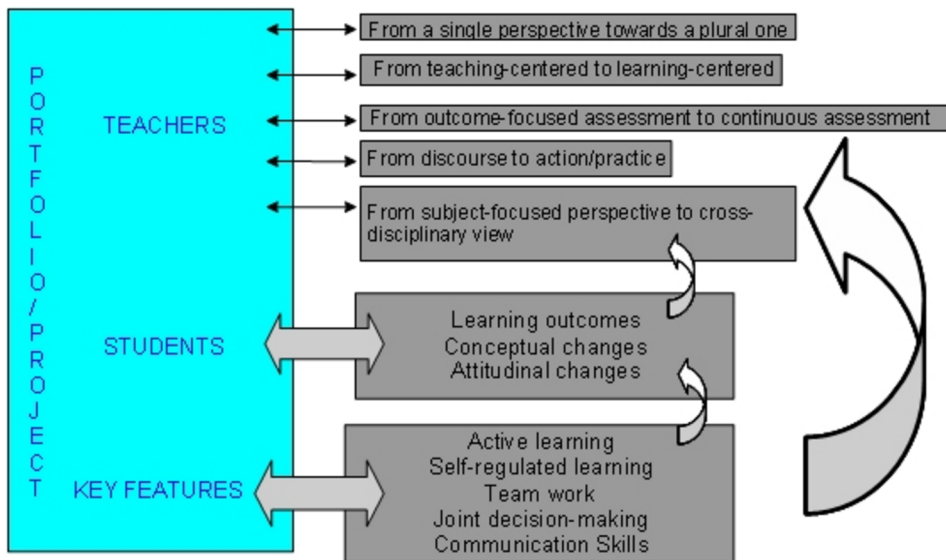 PORTFOLIO/PROJECT
TEACHERS
From a single perspective towards a plural one
From teaching-centered to learning-centered
From outcome-focused assessment to continuous assessment
From discourse to action/practice
From subject-focused perspective to cross-
disciplinary view
STUDENTS
Learning outcomes
Conceptual changes
Attitudinal changes
KEY FEATURES
Active learning
Self-regulated learning
Team work
Joint decision-making
Communication Skills